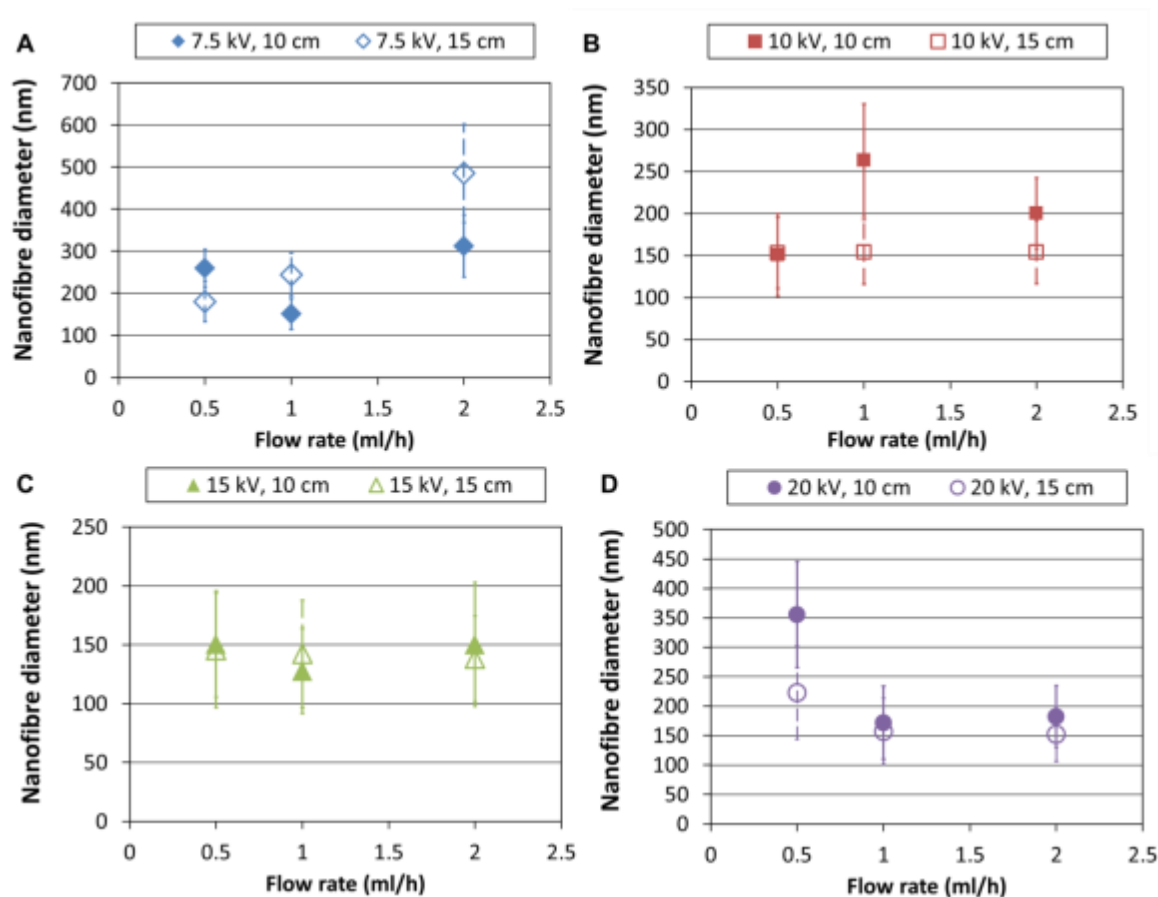 A
7.5 kV, 10 cm 7.5 kV, 15 cm
Nanofibre diameter (nm)
700
600
500
400
300
200
100
0
0 0.5 1 1.5 2 2.5
Flow rate (ml/h)
B
10 kV, 10 cm 10 kV, 15 cm
Nanofibre diameter (nm)
350
300
250
200
150
100
50
0
0 0.5 1 1.5 2 2.5
Flow rate (ml/h)
C
15 kV, 10 cm 15 kV, 15 cm
Nanofibre diameter (nm)
250
200
150
100
50
0
0 0.5 1 1.5 2 2.5
Flow rate (ml/h)
D
20 kV, 10 cm 20 kV, 15 cm
Nanofibre diameter (nm)
500
450
400
350
300
250
200
150
100
50
0
0 0.5 1 1.5 2 2.5
Flow rate (ml/h)